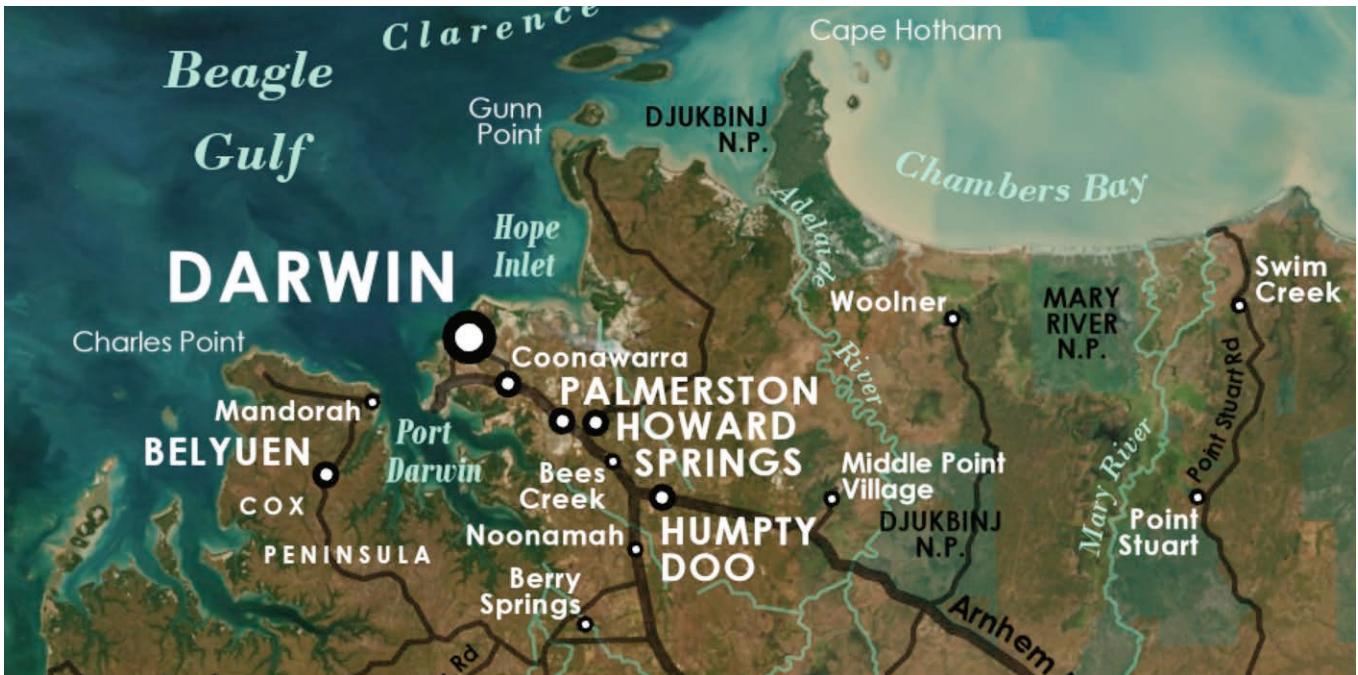 Clarence
Cape Hotham
Beagle
Gulf
Gunn
Point
DJUKBINJ
N.P.
Chambers Bay
Adelaide
River
Hope
Inlet
DARWIN
Swim
Creek
Woolner
MARY
RIVER
N.P.
Charles Point
Coonawarra
PALMERSTON
Mandorah
HOWARD
SPRINGS
Point Stuart Rd
Port
Darwin
BELYUEN
Bees
Creek
Middle Point
Village
Mary River
COX
PENINSULA
Noonamah
HUMPTY
DOO
DJUKBINJ
N.P.
Point
Stuart
Berry
Springs
Arnhem
Rd